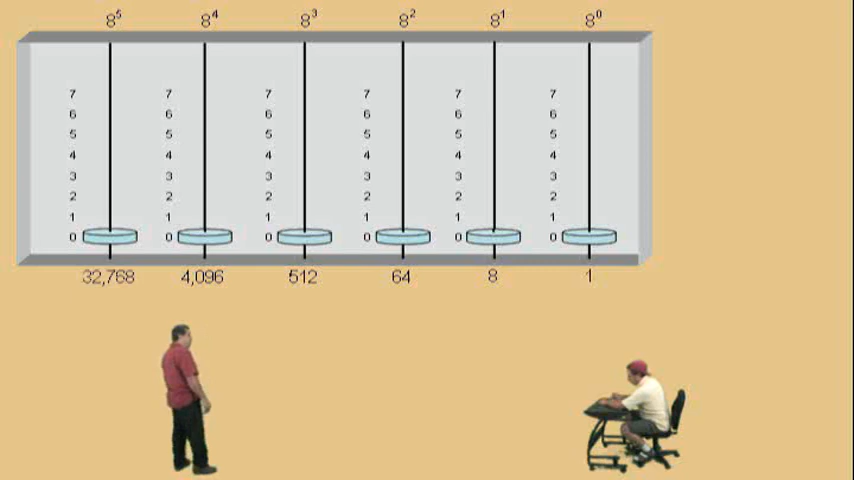 8⁵ 8⁴ 8³ 8² 8¹ 8⁰
7 7 7 7 7 7
6 6 6 6 6 6
5 5 5 5 5 5
4 4 4 4 4 4
3 3 3 3 3 3
2 2 2 2 2 2
1 1 1 1 1 1
0 0 0 0 0 0
32,768 4,096 512 64 8 1